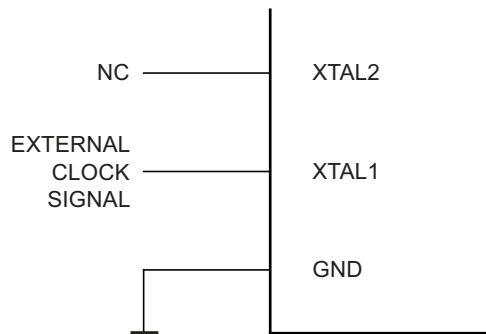 NC
XTAL2
EXTERNAL
CLOCK
SIGNAL
XTAL1
GND